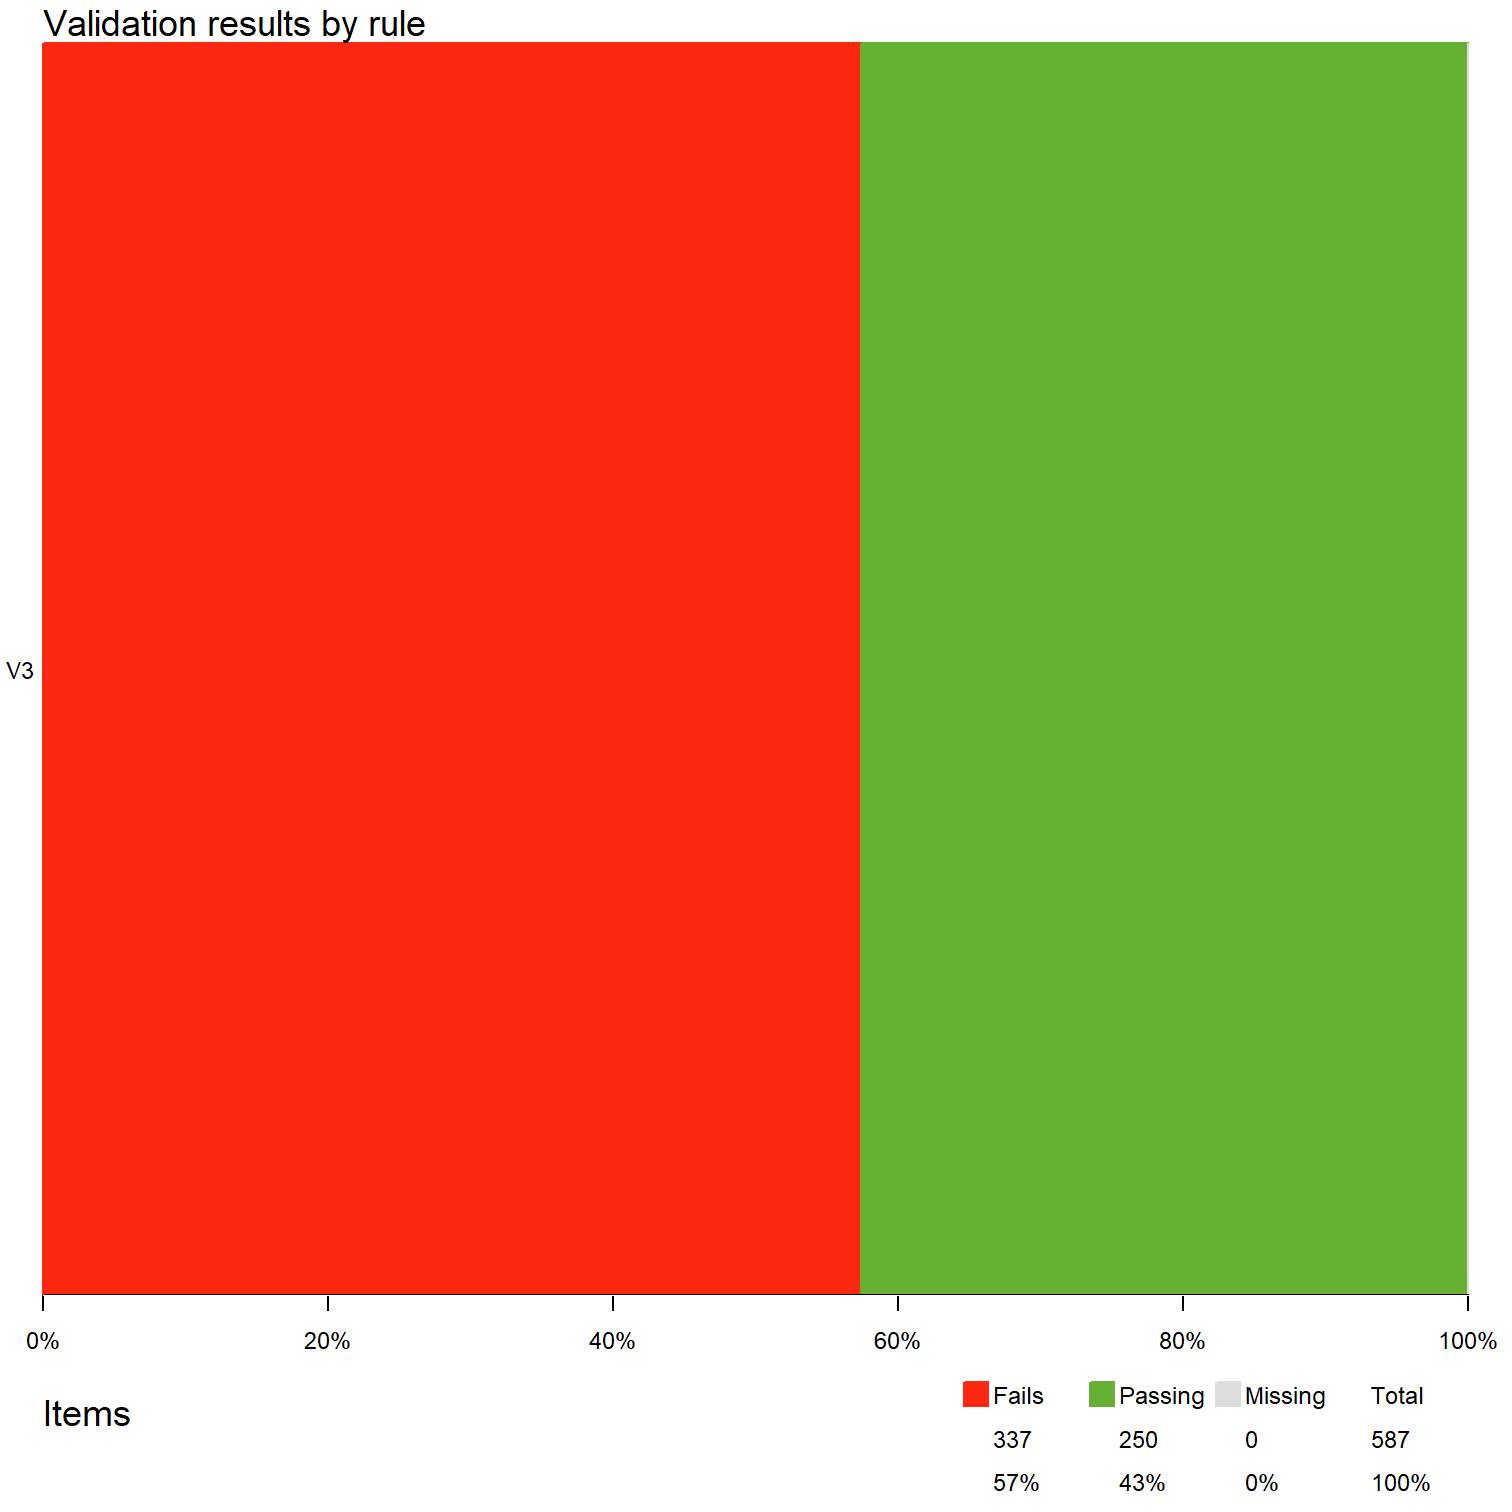 Validation results by rule
V3
0% 20% 40% 60% 80% 100%
Items
Fails Passing Missing Total
337 250 0 587
57% 43% 0% 100%